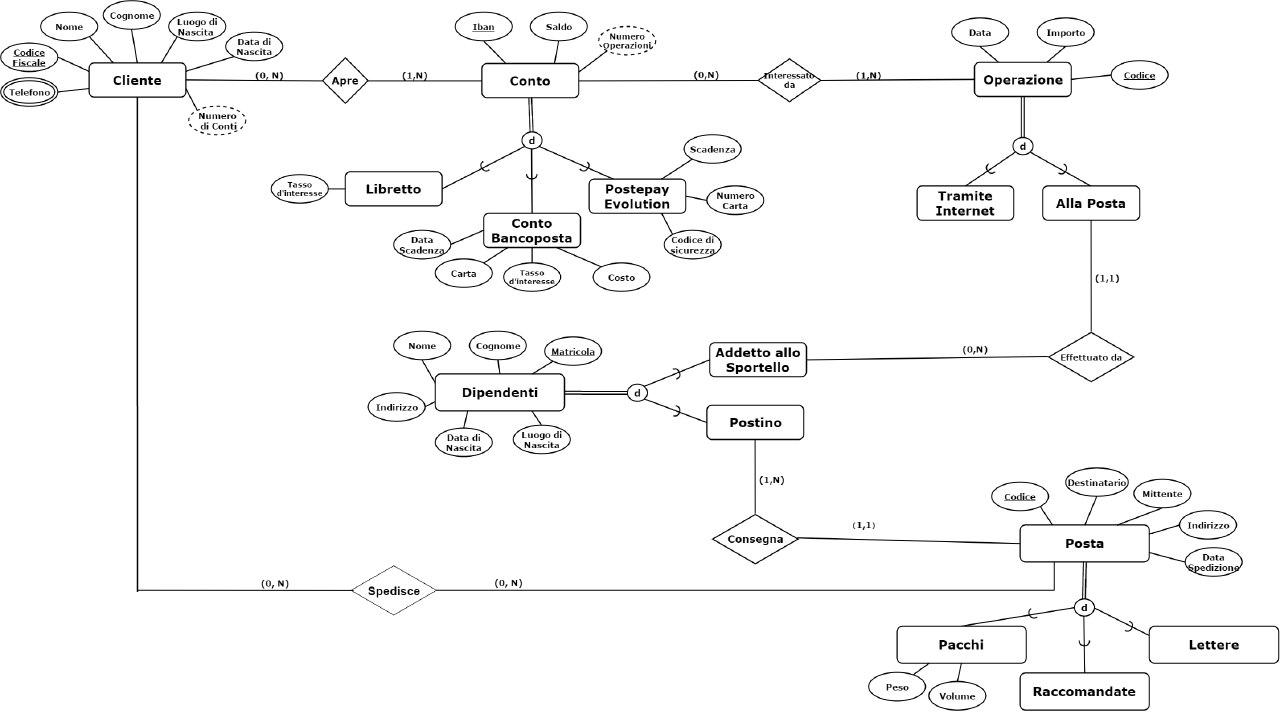 Cognome
Nome
Luogo di
Nascita
Data di
Nascita
Codice
Fiscale
Telefono
Cliente
Numero
di Conti
(0, N)
Apre
(1,N)
Iban
Saldo
Numero
Operazioni
Conto
(0,N)
Interessato
da
(1,N)
Data
Importo
Codice
Operazione
d
d
Tasso
d'interesse
Libretto
Conto
Bancoposta
Postepay
Evolution
Scadenza
Numero
Carta
Codice di
sicurezza
Data
Scadenza
Carta
Tasso
d'interesse
Costo
Tramite
Internet
Alla Posta
(1,1)
Effettuato da
(0,N)
Addetto allo
Sportello
Nome
Cognome
Matricola
Indirizzo
Dipendenti
d
Data di
Nascita
Luogo di
Nascita
Postino
(1,N)
Consegna
(1,1)
Codice
Destinatario
Mittente
Indirizzo
Data
Spedizione
Posta
(0, N)
Spedisce
(0, N)
d
Pacchi
Lettere
Raccomandate
Peso
Volume